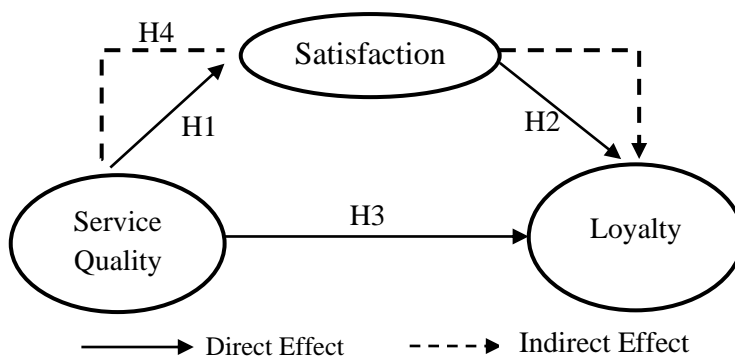 H4
Satisfaction
H1
H2
Service
Quality
H3
Loyalty
Direct Effect
Indirect Effect